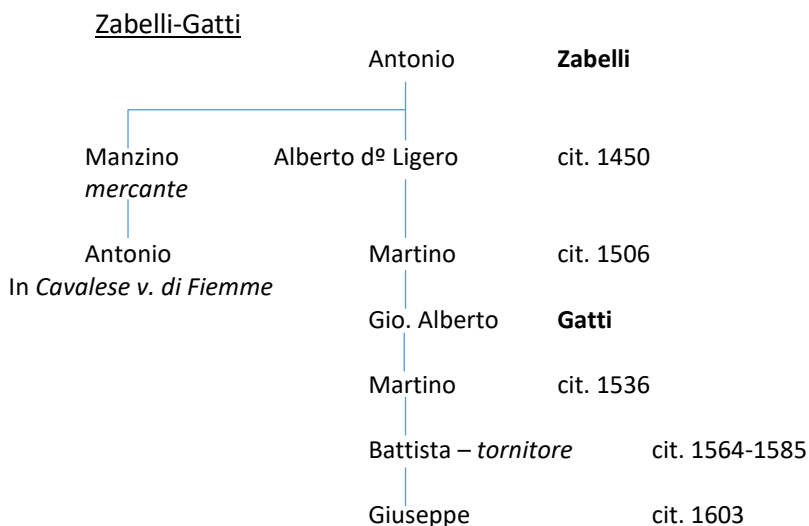 Zabelli-Gatti
Antonio Zabelli
Manzino Alberto dº Ligero cit. 1450
mercante
Antonio Martino cit. 1506
In Cavalese v. di Fiemme
Gio. Alberto Gatti
Martino cit. 1536
Battista – tornitore cit. 1564-1585
Giuseppe cit. 1603